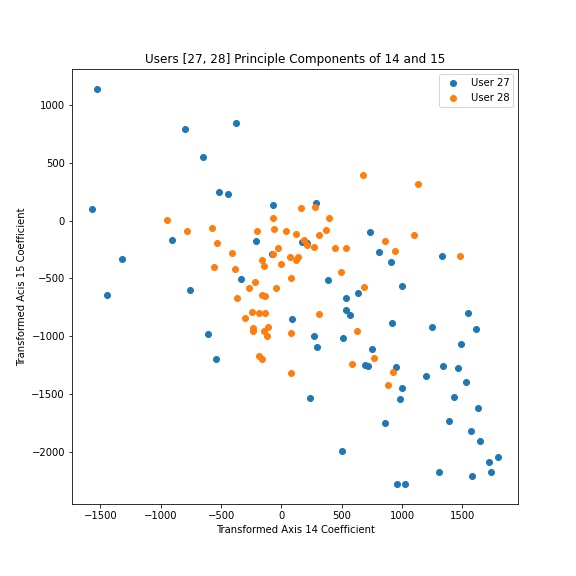 Users [27, 28] Principle Components of 14 and 15
User 27
User 28
Transformed Acis 15 Coefficient
1000
500
0
−500
−1000
−1500
−2000
−1500
−1000
−500
0
500
1000
1500
Transformed Axis 14 Coefficient